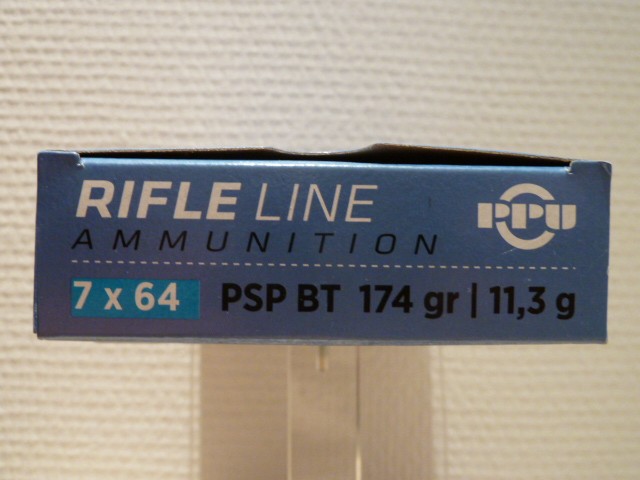 RIFLE LINE
AMMUNITION
PPU
7 x 64 PSP BT 174 gr | 11,3 g